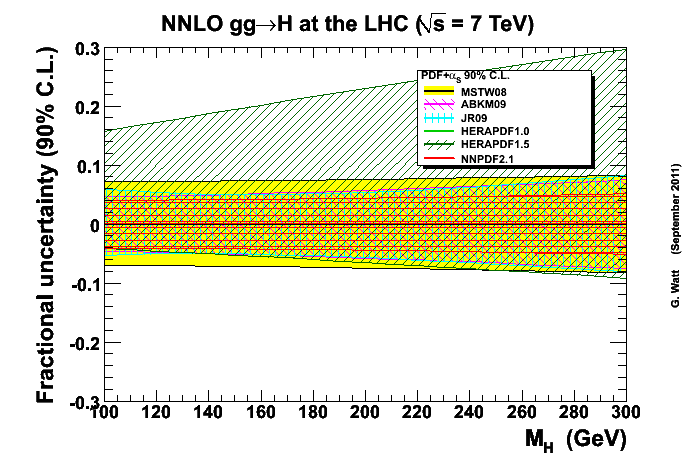 NNLO gg→H at the LHC (√s = 7 TeV)
Fractional uncertainty (90% C.L.)
0.3
0.2
0.1
0
-0.1
-0.2
-0.3
PDF+αS 90% C.L.
MSTW08
ABKM09
JR09
HERAPDF1.0
HERAPDF1.5
NNPDF2.1
100 120 140 160 180 200 220 240 260 280 300
MH (GeV)
G. Watt (September 2011)